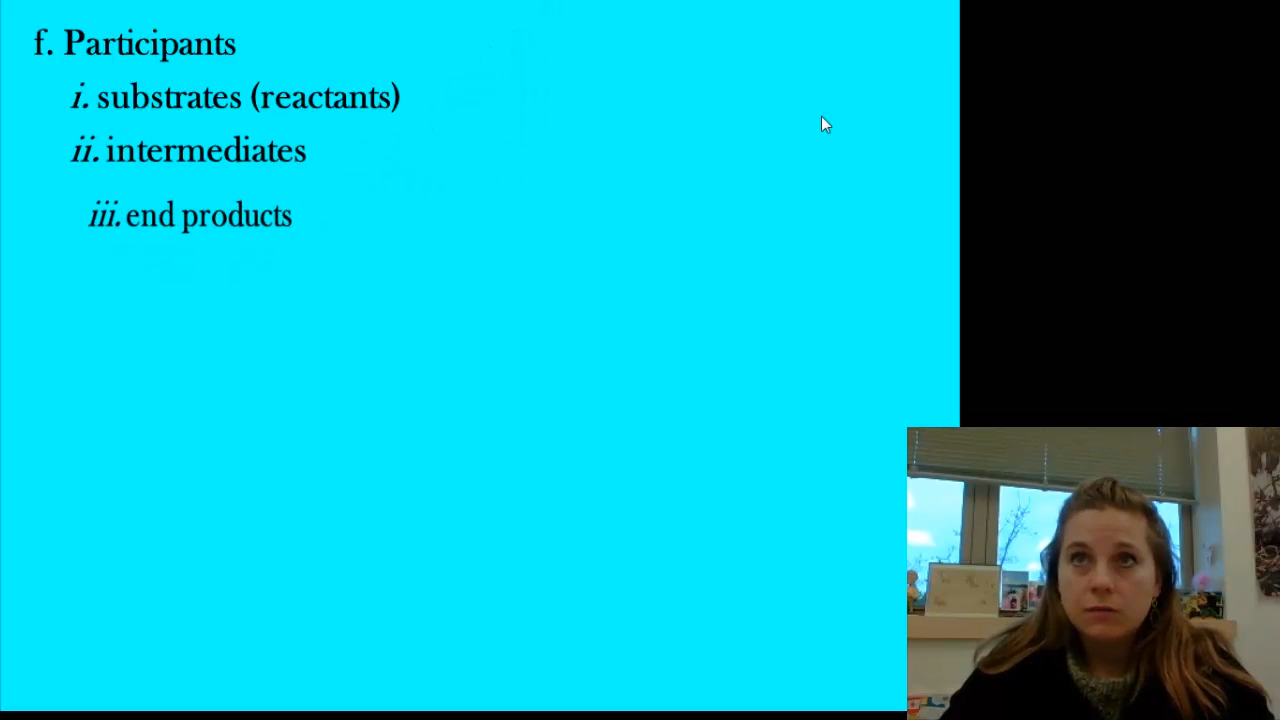 f. Participants
i. substrates (reactants)
ii. intermediates
iii. end products